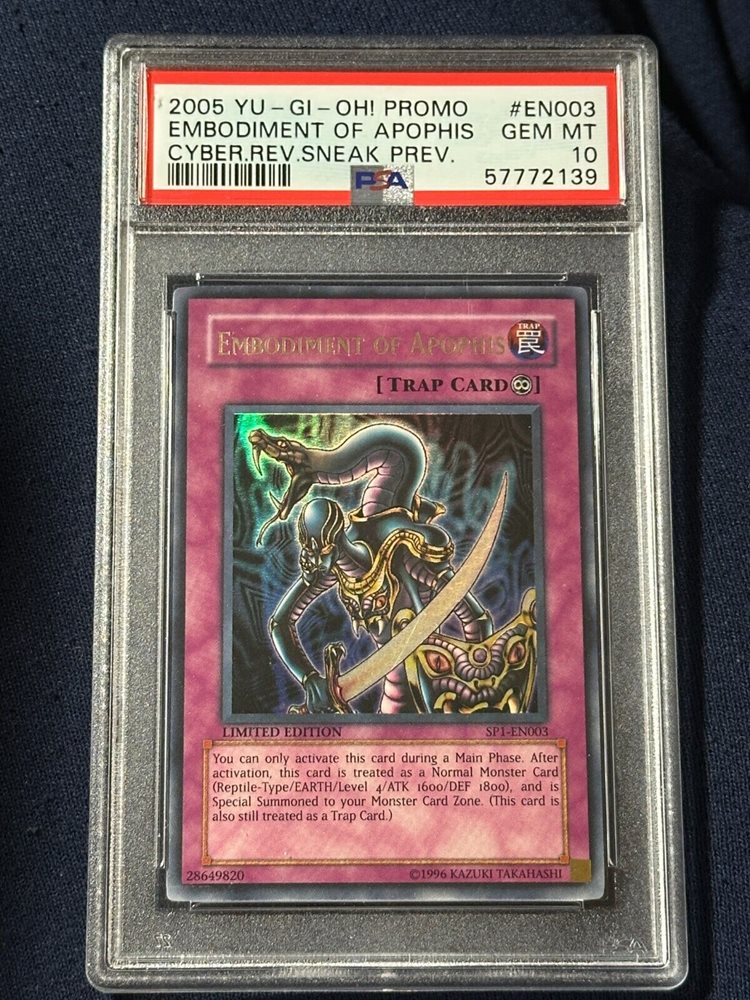 2005 YU-GI-OH! PROMO #EN003
EMBODIMENT OF APOPHIS GEM MT
CYBER.REV.SNEAK PREV. 10
PSA 57772139
EMBODIMENT OF APOPHIS
TRAP
罠
[TRAP CARD]
LIMITED EDITION SP1-EN003
You can only activate this card during a Main Phase. After
activation, this card is treated as a Normal Monster Card
(Reptile-Type/EARTH/Level 4/ATK 1600/DEF 1800), and is
Special Summoned to your Monster Card Zone. (This card is
also still treated as a Trap Card.)
28649820 ©1996 KAZUKI TAKAHASHI